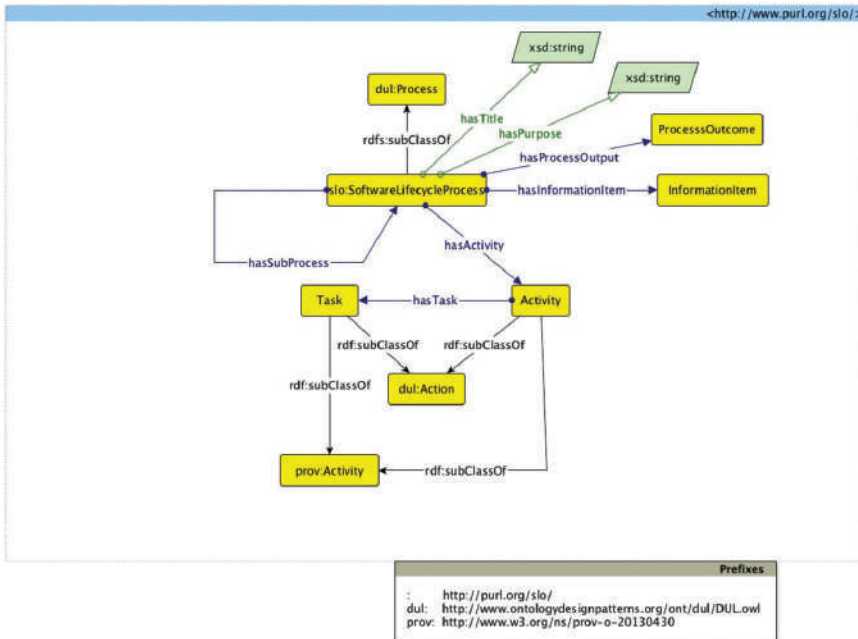 <http://www.purl.org/slo/>
xsd:string
xsd:string
dul:Process
hasTitle
hasPurpose
ProcesssOutcome
rdfs:subClassOf
hasProcessOutput
slo:SoftwareLifecycleProcess
hasInformationItem
InformationItem
hasActivity
hasSubProcess
Task
hasTask
Activity
rdf:subClassOf
rdf:subClassOf
rdf:subClassOf
dul:Action
prov:Activity
rdf:subClassOf
Prefixes
: http://purl.org/slo/
dul: http://www.ontologydesignpatterns.org/ont/dul/DUL.owl
prov: http://www.w3.org/ns/prov-o-20130430